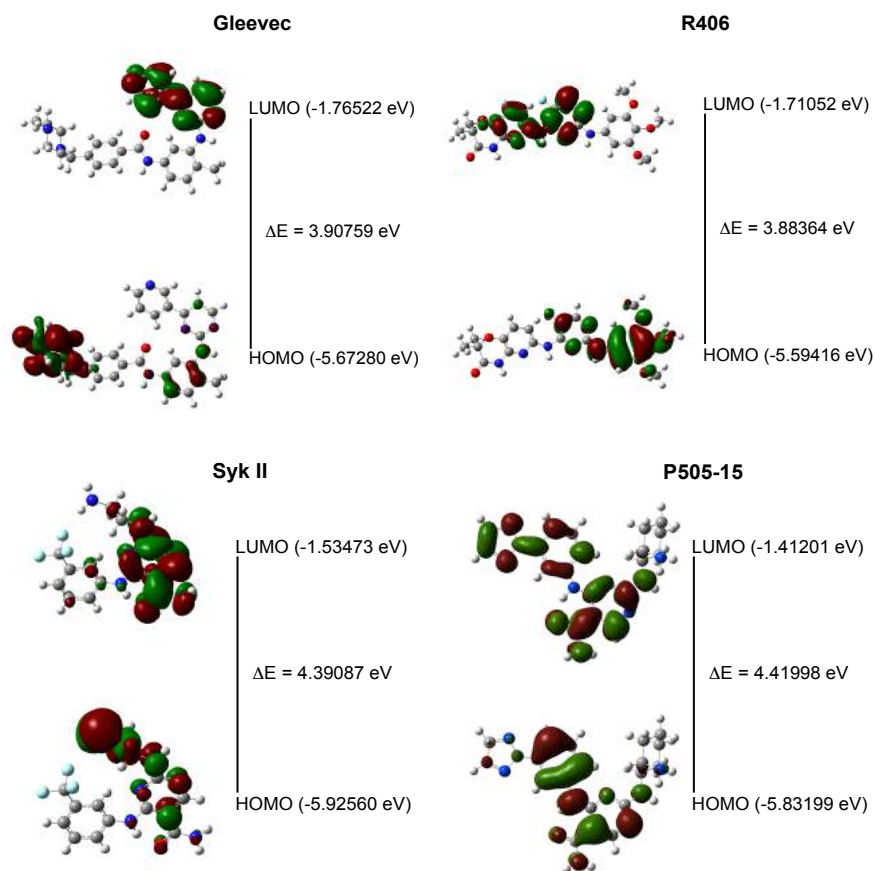 Gleevec
LUMO (-1.76522 eV)
ΔE = 3.90759 eV
HOMO (-5.67280 eV)
R406
LUMO (-1.71052 eV)
ΔE = 3.88364 eV
HOMO (-5.59416 eV)
Syk II
LUMO (-1.53473 eV)
ΔE = 4.39087 eV
HOMO (-5.92560 eV)
P505-15
LUMO (-1.41201 eV)
ΔE = 4.41998 eV
HOMO (-5.83199 eV)